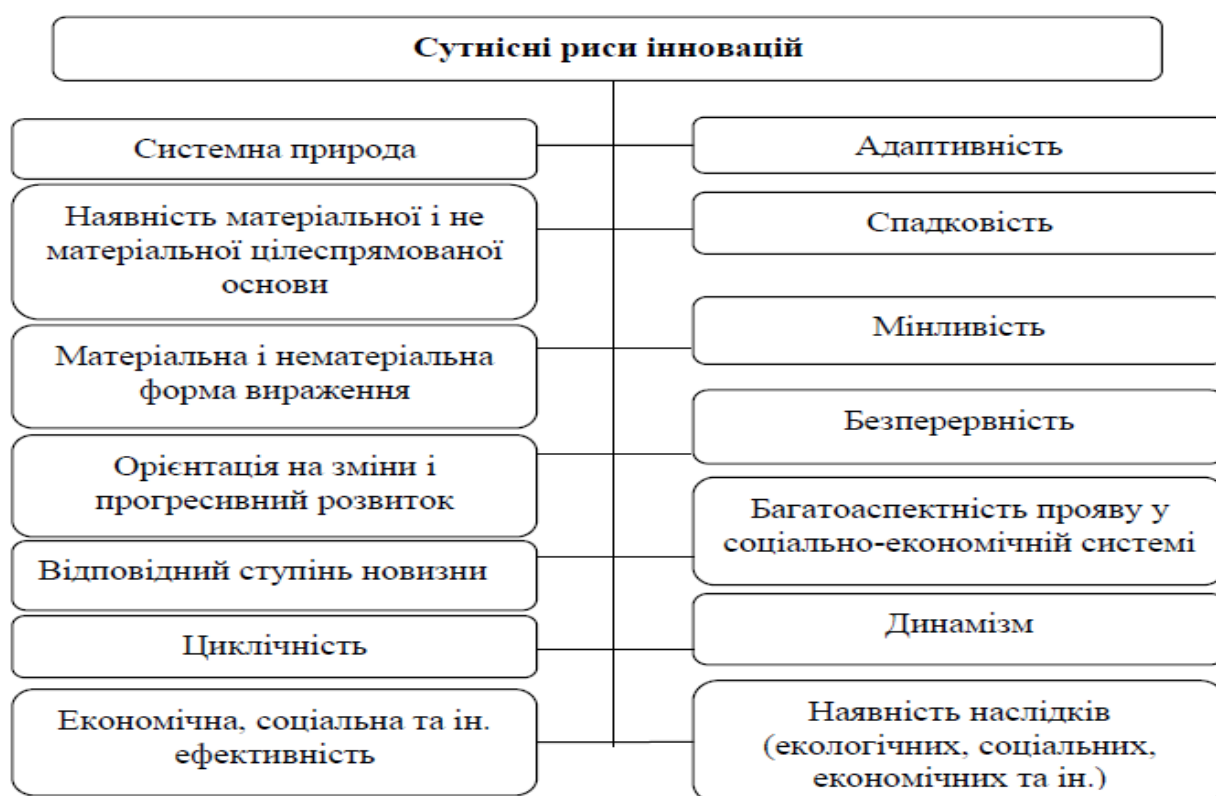 Сутнісні риси інновацій
Системна природа
Наявність матеріальної і не
матеріальної цілеспрямованої
основи
Матеріальна і нематеріальна
форма вираження
Орієнтація на зміни і
прогресивний розвиток
Відповідний ступінь новизни
Циклічність
Економічна, соціальна та ін.
ефективність
Адаптивність
Спадковість
Мінливість
Безперервність
Багатоаспектність прояву у
соціально-економічній системі
Динамізм
Наявність наслідків
(екологічних, соціальних,
економічних та ін.)